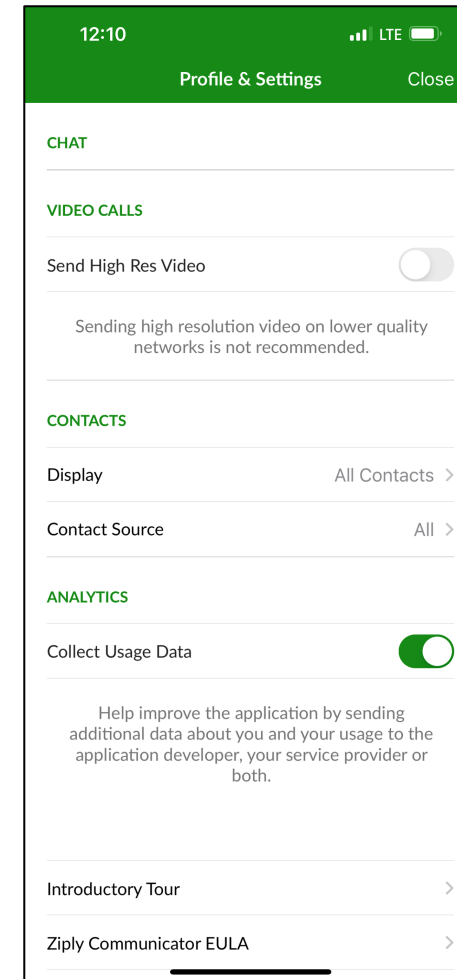 12:10 LTE
Profile & Settings Close
CHAT
VIDEO CALLS
Send High Res Video
Sending high resolution video on lower quality
networks is not recommended.
CONTACTS
Display All Contacts
Contact Source All
ANALYTICS
Collect Usage Data
Help improve the application by sending
additional data about you and your usage to the
application developer, your service provider or
both.
Introductory Tour
Ziply Communicator EULA